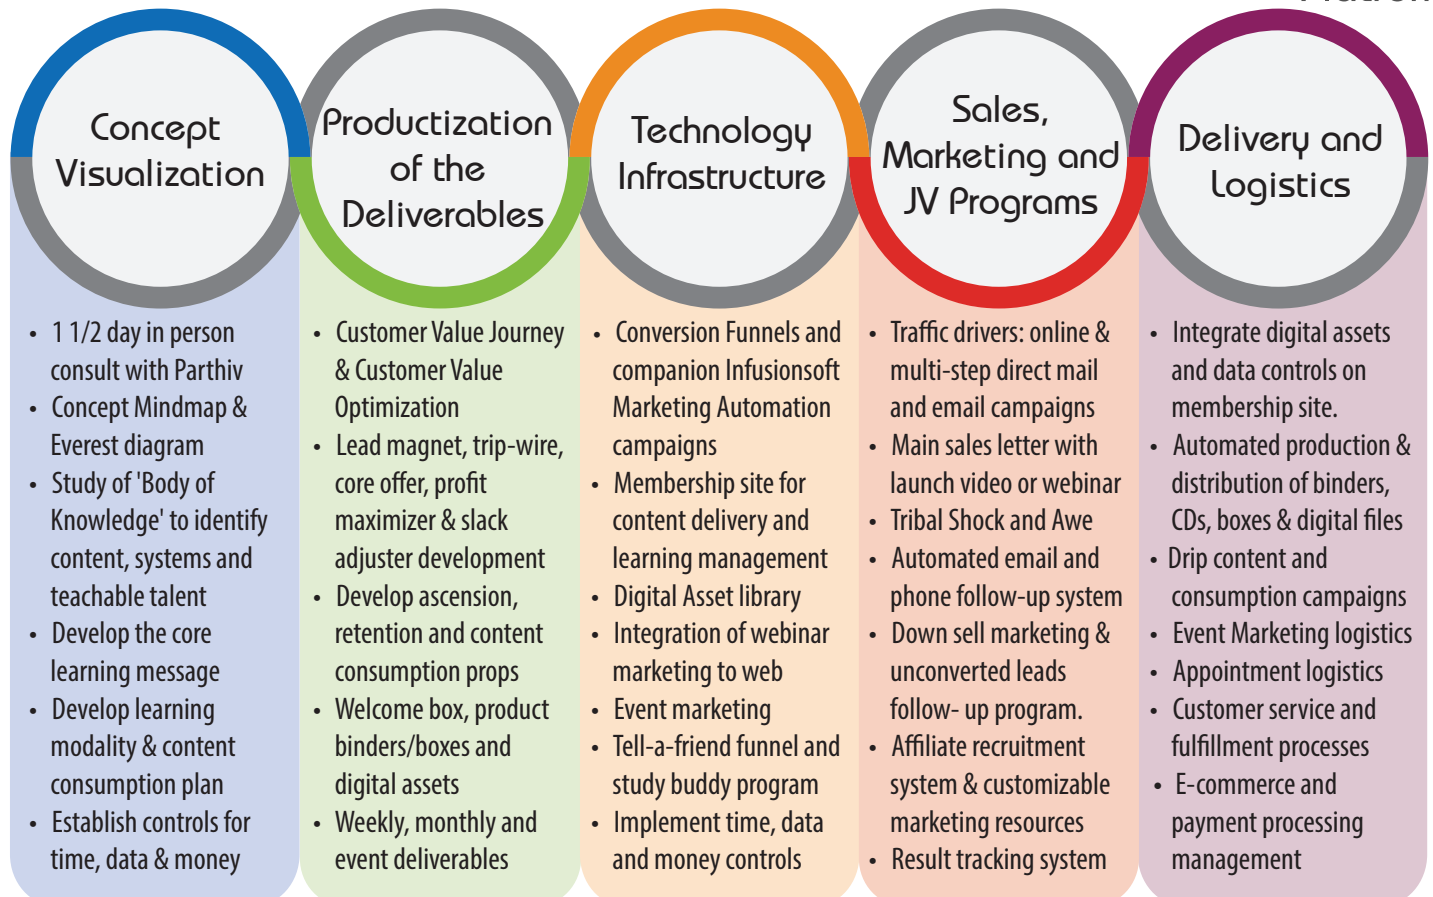 Concept
Visualization
• 1 1/2 day in person
consult with Parthiv
• Concept Mindmap &
Everest diagram
• Study of 'Body of
Knowledge' to identify
content, systems and
teachable talent
• Develop the core
learning message
• Develop learning
modality & content
consumption plan
• Establish controls for
time, data & money
Productization
of the
Deliverables
• Customer Value Journey
& Customer Value
Optimization
• Lead magnet, trip-wire,
core offer, profit
maximizer & slack
adjuster development
• Develop ascension,
retention and content
consumption props
• Welcome box, product
binders/boxes and
digital assets
• Weekly, monthly and
event deliverables
Technology
Infrastructure
• Conversion Funnels and
companion Infusionsoft
Marketing Automation
campaigns
• Membership site for
content delivery and
learning management
• Digital Asset library
• Integration of webinar
marketing to web
• Event marketing
• Tell-a-friend funnel and
study buddy program
• Implement time, data
and money controls
Sales,
Marketing and
JV Programs
• Traffic drivers: online &
multi-step direct mail
and email campaigns
• Main sales letter with
launch video or webinar
• Tribal Shock and Awe
• Automated email and
phone follow-up system
• Down sell marketing &
unconverted leads
follow- up program.
• Affiliate recruitment
system & customizable
marketing resources
• Result tracking system
Delivery and
Logistics
• Integrate digital assets
and data controls on
membership site.
• Automated production &
distribution of binders,
CDs, boxes & digital files
• Drip content and
consumption campaigns
• Event Marketing logistics
• Appointment logistics
• Customer service and
fulfillment processes
• E-commerce and
payment processing
management